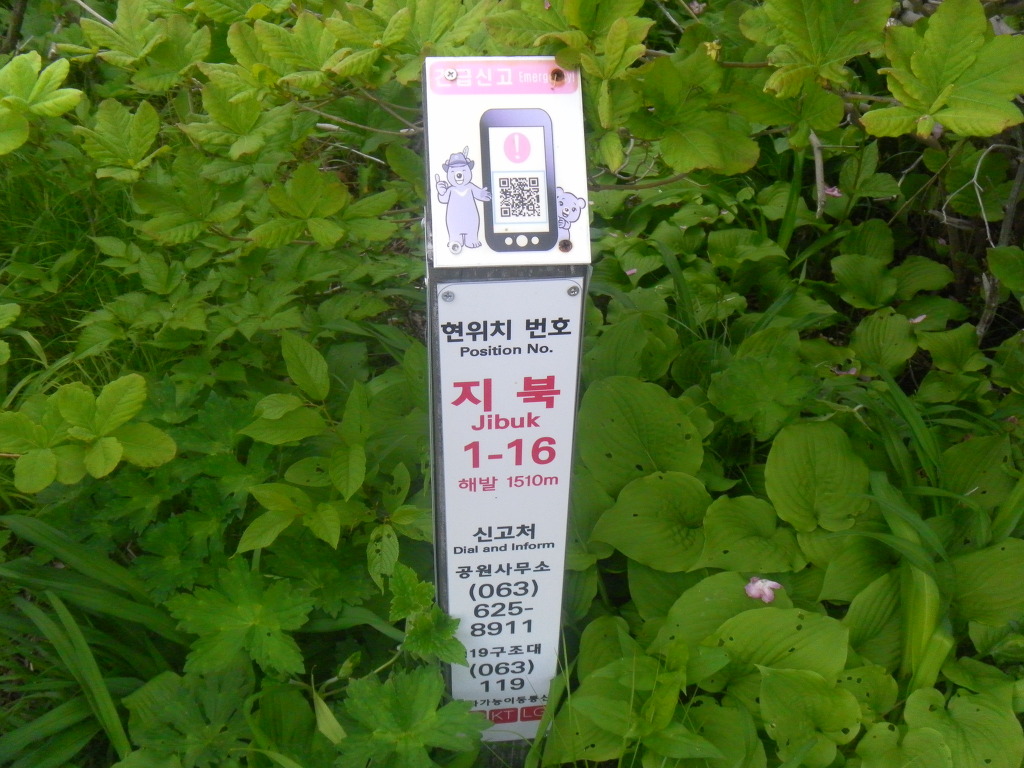 긴급신고
현위치 번호
Position No.
지 북
Jibuk
1-16
해발 1510m
신고처
Dial and Inform
공원사무소
(063)
625-
8911
119구조대
(063)
119
KT